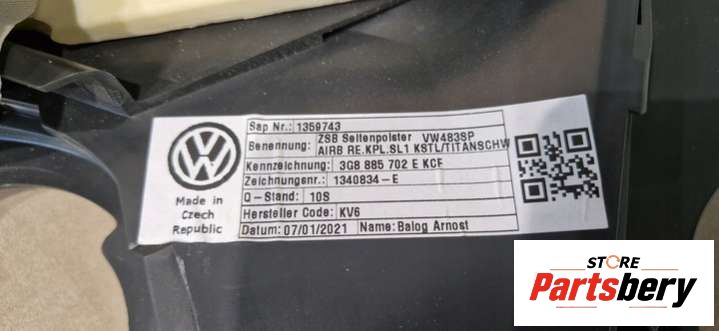 Sap Nr.: 1359743
Benennung: ZSB Seitenpolster VW483SP
AIRB RE.KPL.SL1 KSTL/TITANSCHW
Kennzeichnung: 3G8 885 702 E KCF
Zeichnungsnr.: 1340834-E
Q-Stand: 10S
Hersteller Code: KV6
Datum: 07/01/2021 Name: Balog Arnost
Made in
Czech
Republic
STORE
Partsbery